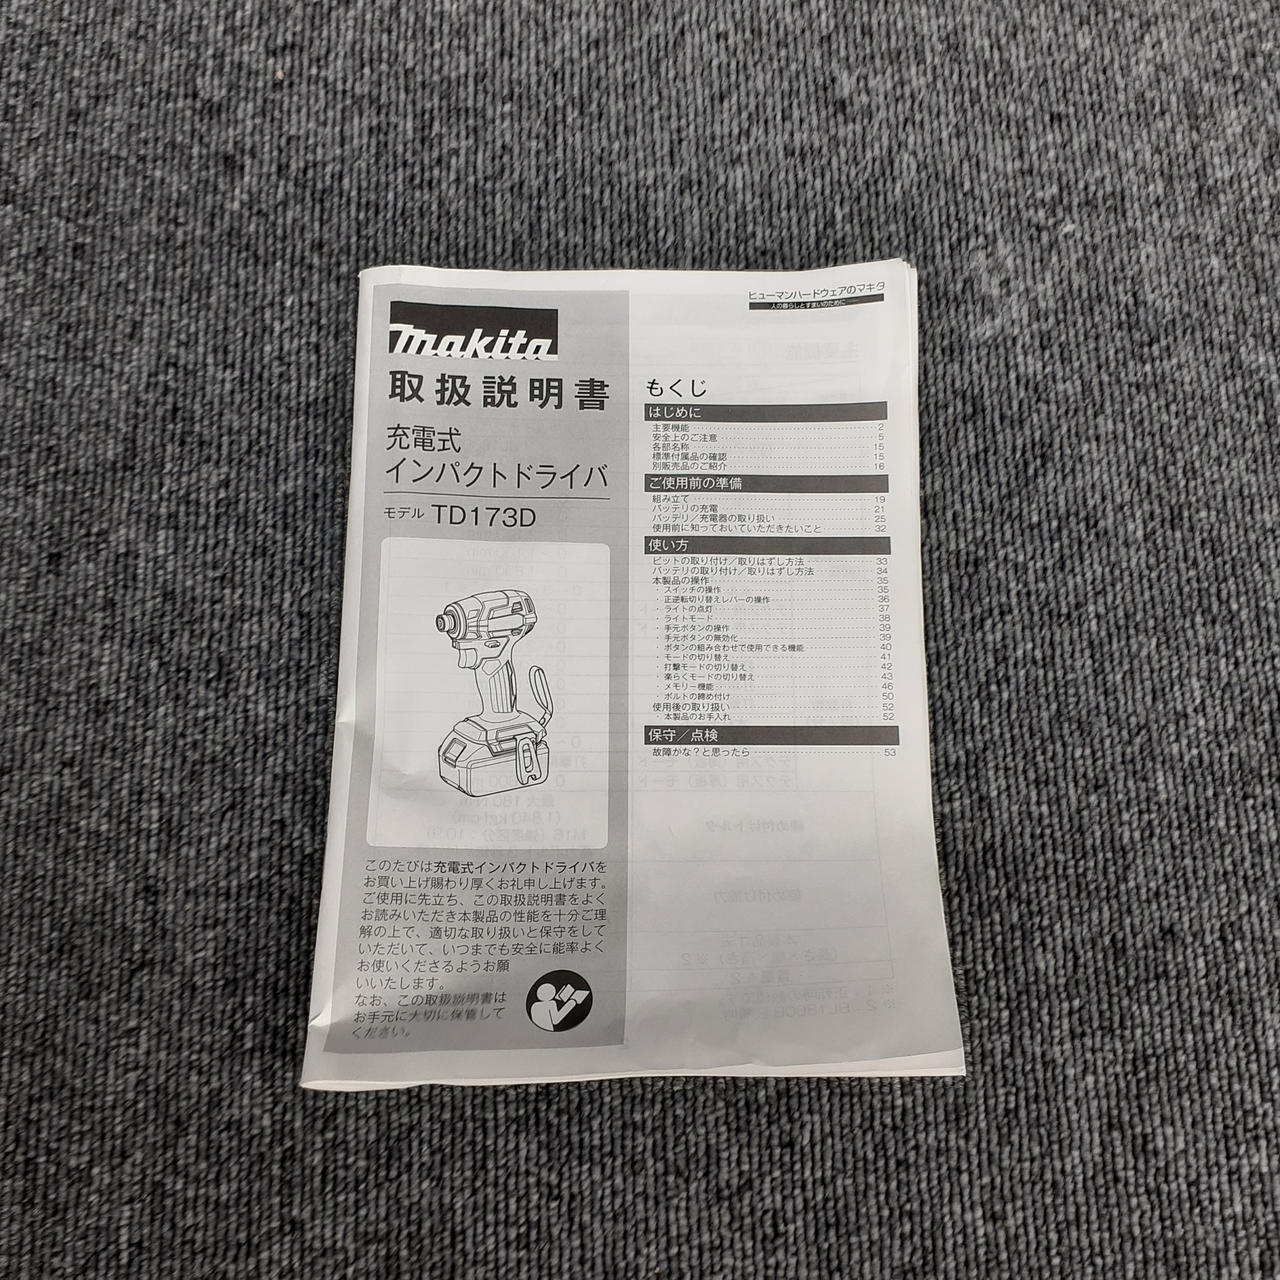 makita
取扱説明書
充電式
インパクトドライバ
モデル TD173D
このたびは充電式インパクトドライバを
お買い上げ賜わり厚くお礼申し上げます。
ご使用に先立ち、この取扱説明書をよく
お読みいただき本製品の性能を十分ご理
解の上で、適切な取り扱いと保守をして
いただいて、いつまでも安全に能率よく
お使いくださるようお願
いいたします。
なお、この取扱説明書は
お手元に大切に保管して
ください。
ヒューマンハードウェアのマキタ
人の暮らしとすまいのために
もくじ
はじめに
主要機能 2
安全上のご注意 5
各部名称 15
標準付属品の確認 15
別販売品のご紹介 16
ご使用前の準備
組み立て 19
バッテリの充電 21
バッテリ／充電器の取り扱い 25
使用前に知っておいていただきたいこと 32
使い方
ビットの取り付け／取りはずし方法 33
バッテリの取り付け／取りはずし方法 34
本製品の操作 35
・ スイッチの操作 35
・ 正逆転切り替えレバーの操作 36
・ ライトの点灯 37
・ ライトモード 38
・ 手元ボタンの操作 39
・ 手元ボタンの無効化 39
・ ボタンの組み合わせで使用できる機能 40
・ モードの切り替え 41
・ 打撃モードの切り替え 42
・ 楽らくモードの切り替え 43
・ メモリー機能 46
・ ボルトの締め付け 50
使用後の取り扱い 52
・ 本製品のお手入れ 52
保守／点検
故障かな？と思ったら 53